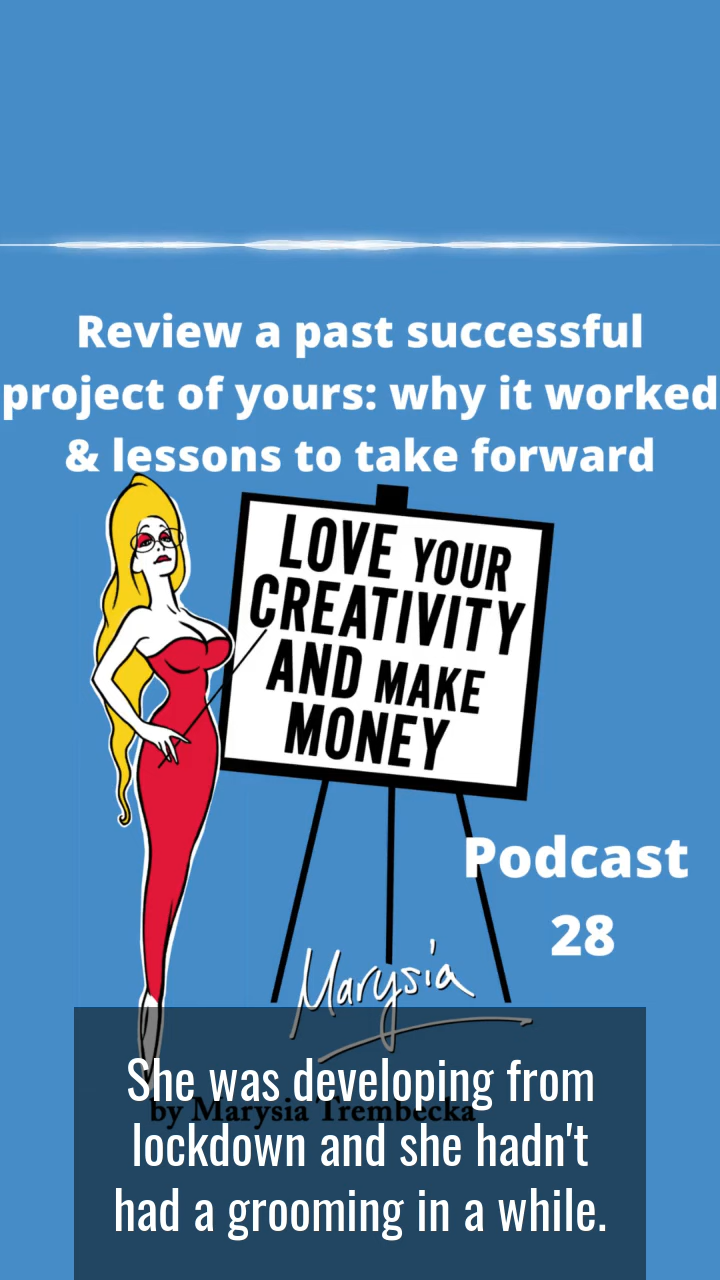 Review a past successful
project of yours: why it worked
& lessons to take forward
LOVE YOUR
CREATIVITY
AND MAKE
MONEY
Podcast
28
Marysia
by Marysia Trembecka
She was developing from
lockdown and she hadn't
had a grooming in a while.